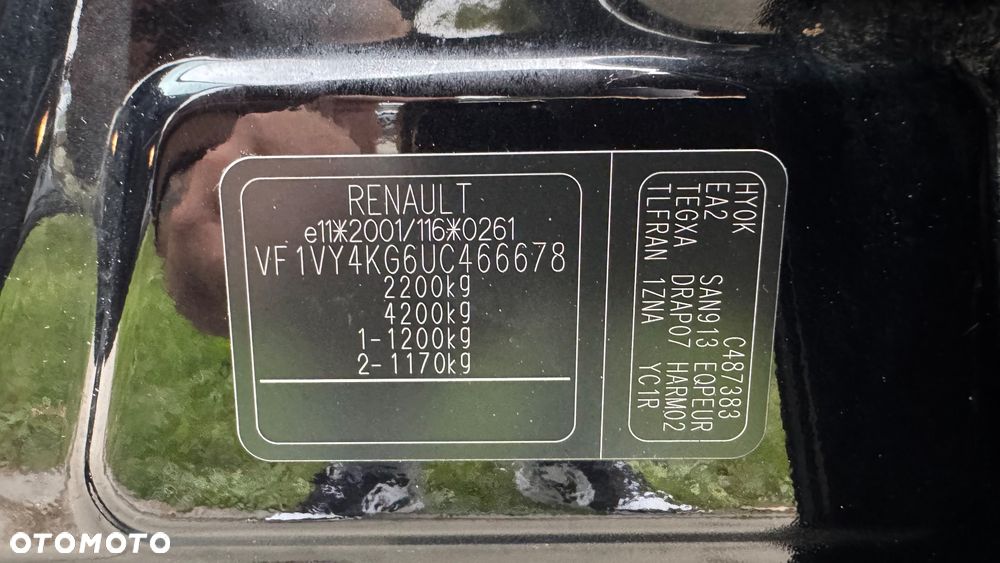 RENAULT
e11*2001/116*0261
VF1VY4KG6UC466678
2200kg
4200kg
1-1200kg
2-1170kg
HY0K C487383
EA2 SAN913 EQPEUR
TEGXA DRAP07 HARM02
TLFRAN 1ZNA YC1R
OTOMOTO